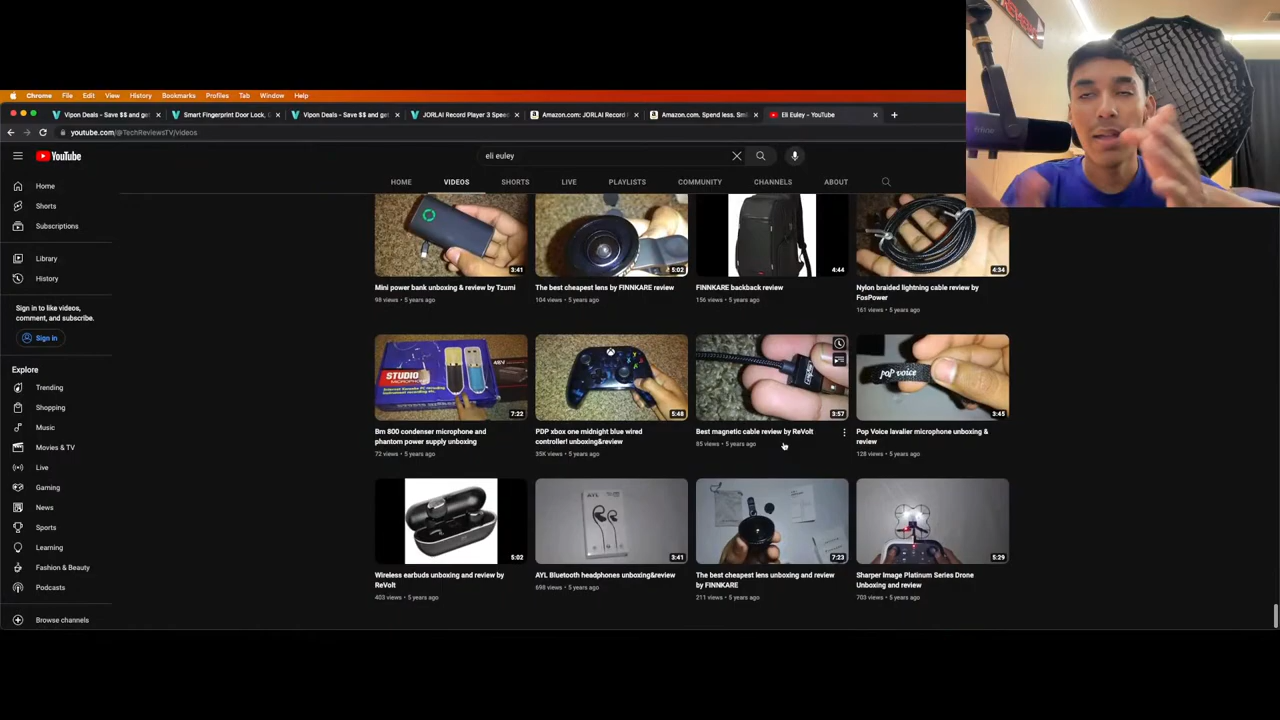 Chrome File Edit View History Bookmarks Profiles Tab Window Help
Vipon Deals - Save $$ and get
Smart Fingerprint Door Lock,
Vipon Deals - Save $$ and get
JORLAI Record Player 3 Speed
Amazon.com: JORLAI Record
Amazon.com. Spend less. Sm
Eli Euley - YouTube
youtube.com/@TechReviewsTV/videos
YouTube
eli euley
HOME VIDEOS SHORTS LIVE PLAYLISTS COMMUNITY CHANNELS ABOUT
Home
Shorts
Subscriptions
Library
History
Sign in to like videos,
comment, and subscribe.
Sign in
Explore
Trending
Shopping
Music
Movies & TV
Live
Gaming
News
Sports
Learning
Fashion & Beauty
Podcasts
Browse channels
3:41
Mini power bank unboxing & review by Tzumi
98 views • 5 years ago
5:02
The best cheapest lens by FINNKARE review
104 views • 5 years ago
4:44
FINNKARE backback review
156 views • 5 years ago
4:34
Nylon braided lightning cable review by
FosPower
161 views • 5 years ago
STUDIO
MICROPHONE
7:22
Bm 800 condenser microphone and
phantom power supply unboxing
72 views • 5 years ago
5:48
PDP xbox one midnight blue wired
controller! unboxing&review
35K views • 5 years ago
3:57
Best magnetic cable review by ReVolt
85 views • 5 years ago
pop voice
3:45
Pop Voice lavalier microphone unboxing &
review
128 views • 5 years ago
5:02
Wireless earbuds unboxing and review by
ReVolt
403 views • 5 years ago
AYL
3:41
AYL Bluetooth headphones unboxing&review
698 views • 5 years ago
7:23
The best cheapest lens unboxing and review
by FINNKARE
211 views • 5 years ago
5:29
Sharper Image Platinum Series Drone
Unboxing and review
703 views • 5 years ago